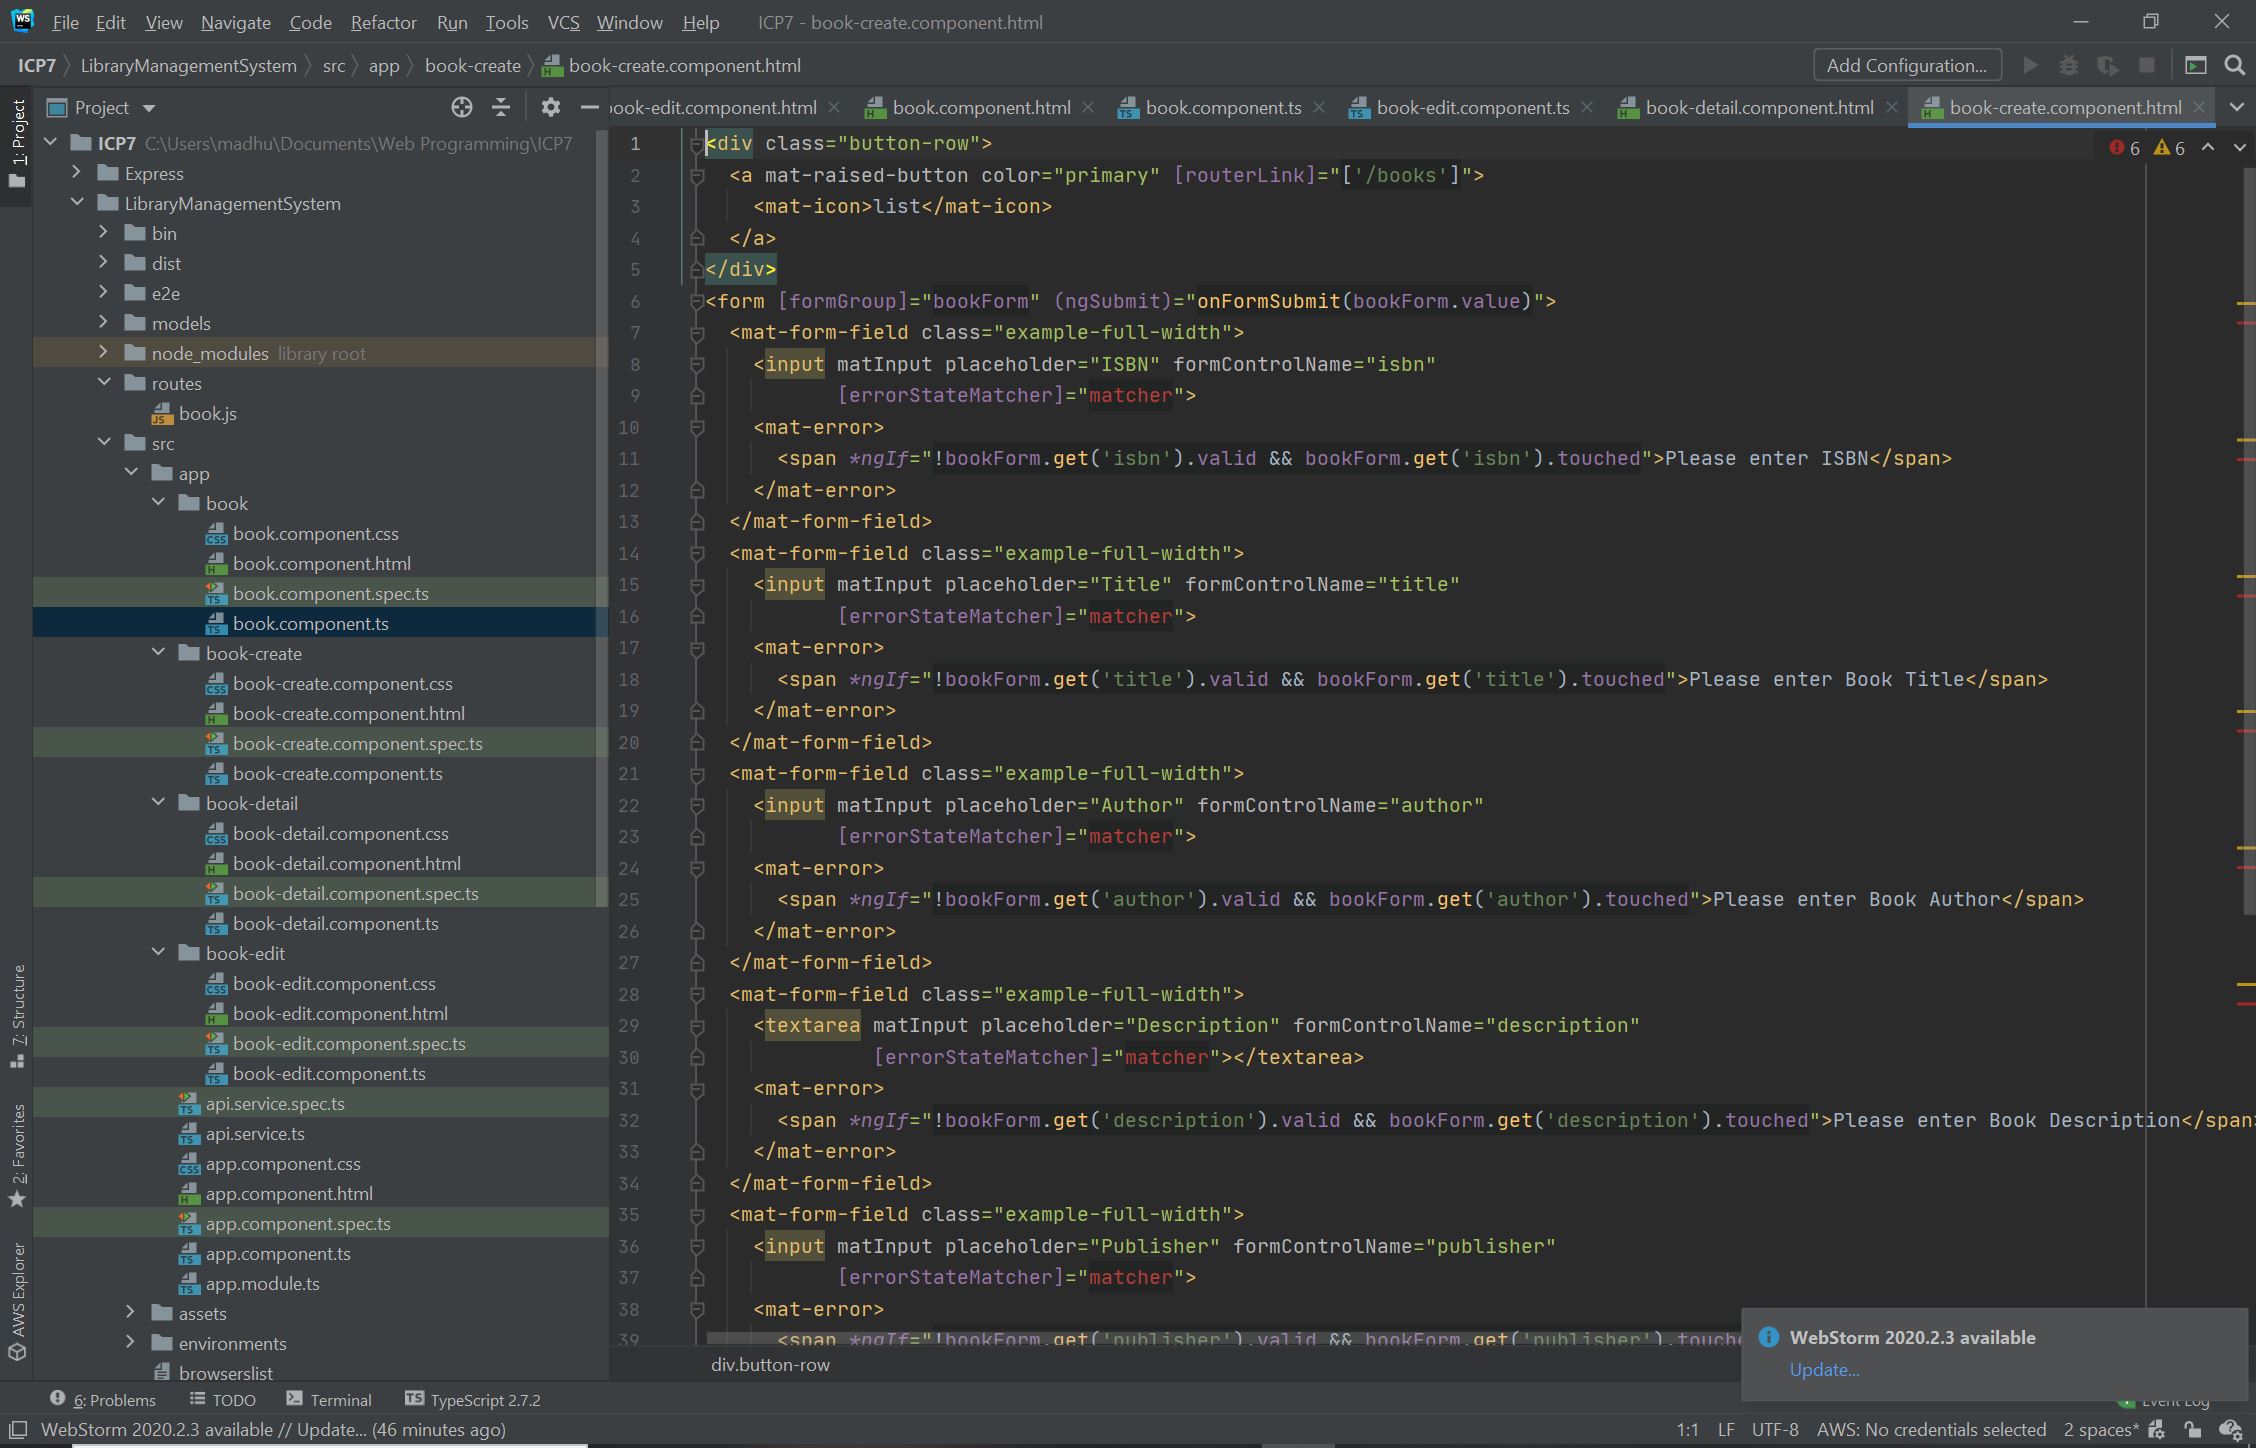 File Edit View Navigate Code Refactor Run Tools VCS Window Help ICP7 - book-create.component.html
ICP7 LibraryManagementSystem src app book-create book-create.component.html Add Configuration...
Project book-edit.component.html book.component.html book.component.ts book-edit.component.ts book-detail.component.html book-create.component.html
1: Project
7: Structure
2: Favorites
AWS Explorer
ICP7 C:\Users\madhu\Documents\Web Programming\ICP7
Express
LibraryManagementSystem
bin
dist
e2e
models
node_modules library root
routes
book.js
src
app
book
book.component.css
book.component.html
book.component.spec.ts
book.component.ts
book-create
book-create.component.css
book-create.component.html
book-create.component.spec.ts
book-create.component.ts
book-detail
book-detail.component.css
book-detail.component.html
book-detail.component.spec.ts
book-detail.component.ts
book-edit
book-edit.component.css
book-edit.component.html
book-edit.component.spec.ts
book-edit.component.ts
api.service.spec.ts
api.service.ts
app.component.css
app.component.html
app.component.spec.ts
app.component.ts
app.module.ts
assets
environments
browserslist
6 6
1 <div class="button-row">
2 <a mat-raised-button color="primary" [routerLink]="['/books']">
3 <mat-icon>list</mat-icon>
4 </a>
5 </div>
6 <form [formGroup]="bookForm" (ngSubmit)="onFormSubmit(bookForm.value)">
7 <mat-form-field class="example-full-width">
8 <input matInput placeholder="ISBN" formControlName="isbn"
9 [errorStateMatcher]="matcher">
10 <mat-error>
11 <span *ngIf="!bookForm.get('isbn').valid && bookForm.get('isbn').touched">Please enter ISBN</span>
12 </mat-error>
13 </mat-form-field>
14 <mat-form-field class="example-full-width">
15 <input matInput placeholder="Title" formControlName="title"
16 [errorStateMatcher]="matcher">
17 <mat-error>
18 <span *ngIf="!bookForm.get('title').valid && bookForm.get('title').touched">Please enter Book Title</span>
19 </mat-error>
20 </mat-form-field>
21 <mat-form-field class="example-full-width">
22 <input matInput placeholder="Author" formControlName="author"
23 [errorStateMatcher]="matcher">
24 <mat-error>
25 <span *ngIf="!bookForm.get('author').valid && bookForm.get('author').touched">Please enter Book Author</span>
26 </mat-error>
27 </mat-form-field>
28 <mat-form-field class="example-full-width">
29 <textarea matInput placeholder="Description" formControlName="description"
30 [errorStateMatcher]="matcher"></textarea>
31 <mat-error>
32 <span *ngIf="!bookForm.get('description').valid && bookForm.get('description').touched">Please enter Book Description</span>
33 </mat-error>
34 </mat-form-field>
35 <mat-form-field class="example-full-width">
36 <input matInput placeholder="Publisher" formControlName="publisher"
37 [errorStateMatcher]="matcher">
38 <mat-error>
39 <span *ngIf="!bookForm.get('publisher').valid && bookForm.get('publisher').touche
div.button-row
WebStorm 2020.2.3 available
Update...
6: Problems TODO Terminal TypeScript 2.7.2 Event Log
WebStorm 2020.2.3 available // Update... (46 minutes ago) 1:1 LF UTF-8 AWS: No credentials selected 2 spaces*